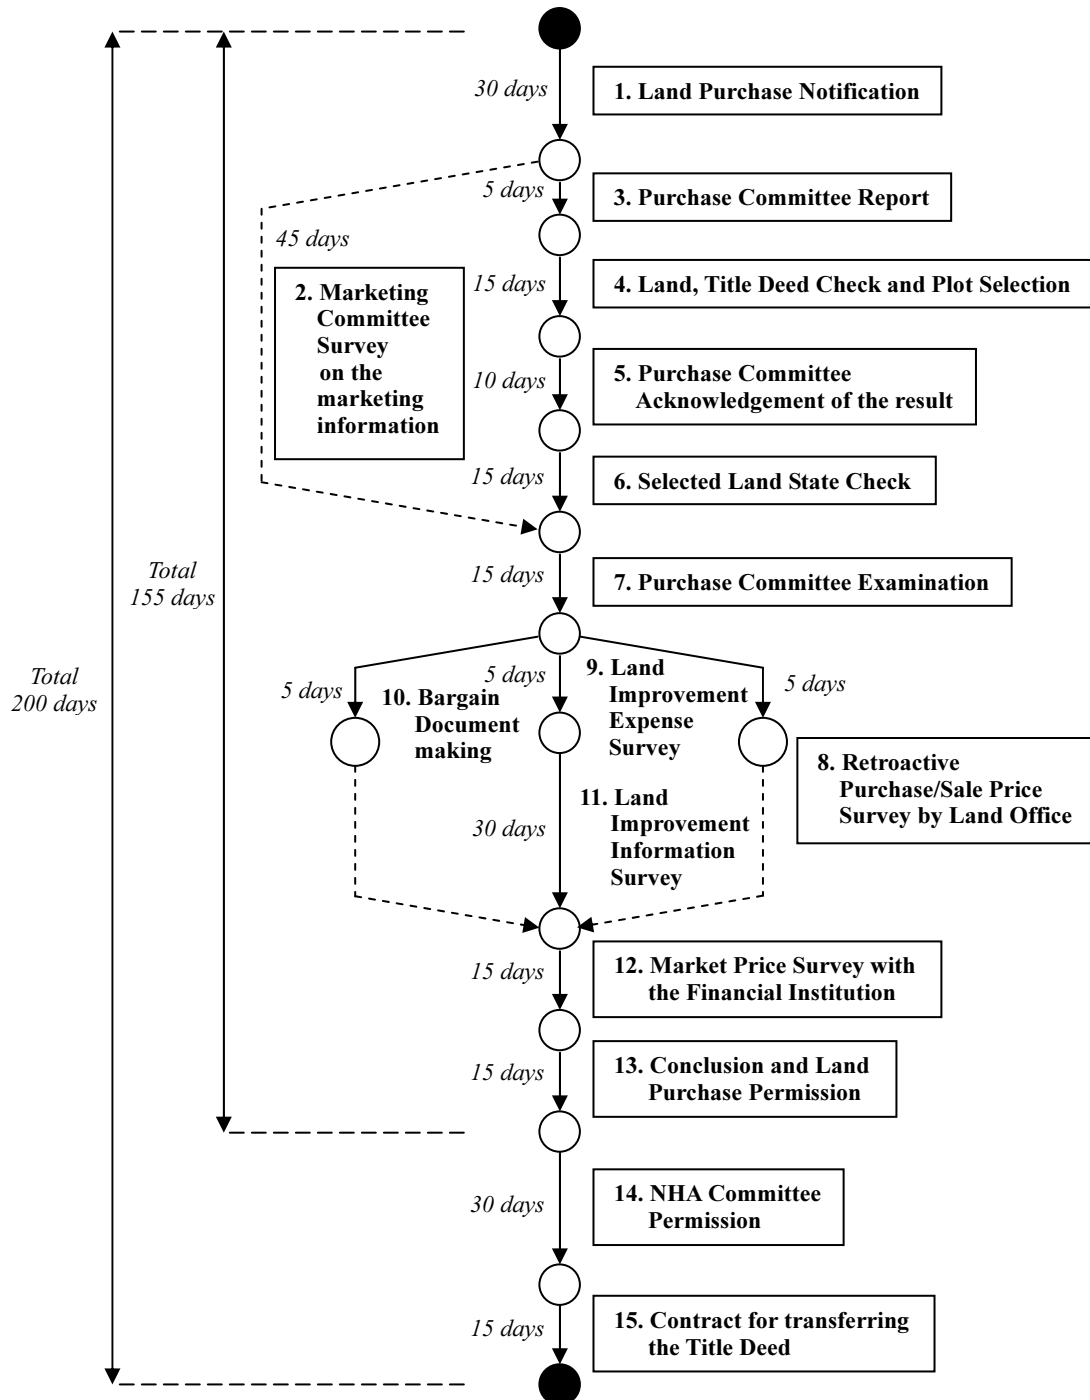 30 days
1. Land Purchase Notification
5 days
3. Purchase Committee Report
45 days
2. Marketing
Committee
Survey
on the
marketing
information
15 days
4. Land, Title Deed Check and Plot Selection
10 days
5. Purchase Committee
Acknowledgement of the result
15 days
6. Selected Land State Check
15 days
7. Purchase Committee Examination
Total
155 days
Total
200 days
5 days
10. Bargain
Document
making
5 days
9. Land
Improvement
Expense
Survey
5 days
8. Retroactive
Purchase/Sale Price
Survey by Land Office
30 days
11. Land
Improvement
Information
Survey
15 days
12. Market Price Survey with
the Financial Institution
15 days
13. Conclusion and Land
Purchase Permission
30 days
14. NHA Committee
Permission
15 days
15. Contract for transferring
the Title Deed